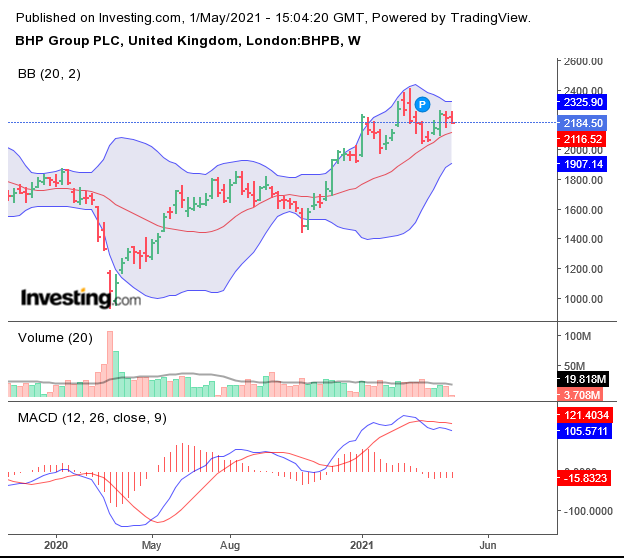 Published on Investing.com, 1/May/2021 - 15:04:20 GMT, Powered by TradingView.
BHP Group PLC, United Kingdom, London:BHPB, W
BB (20, 2)
2600.00
2400.00
2325.90
P
2184.50
2116.52
2000.00
1907.14
1800.00
1600.00
1400.00
1200.00
1000.00
Investing.com
Volume (20)
100M
50M
19.818M
3.708M
MACD (12, 26, close, 9)
121.4034
105.5711
0.0000
-15.8323
-100.0000
2020 May Aug 2021 Jun